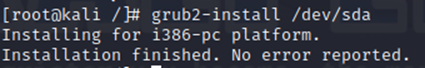 [root@kali /]# grub2-install /dev/sda
Installing for i386-pc platform.
Installation finished. No error reported.